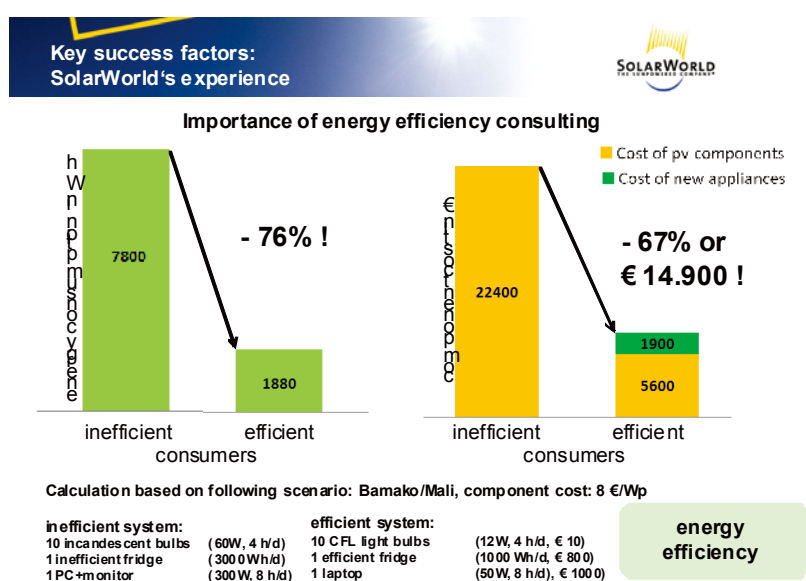 Key success factors:
SolarWorld‘s experience
SOLARWORLD
THE SUNPOWERED COMPANY®
Importance of energy efficiency consulting
energy consumption in Wh
7800
- 76% !
1880
inefficient
efficient
consumers
component cost in €
Cost of pv components
Cost of new appliances
22400
- 67% or
€ 14.900 !
1900
5600
inefficient
efficient
consumers
Calculation based on following scenario: Bamako/Mali, component cost: 8 €/Wp
inefficient system:
10 incandescent bulbs (60W, 4 h/d)
1 inefficient fridge (3000Wh/d)
1PC+monitor (300W, 8 h/d)
efficient system:
10 CFL light bulbs (12W, 4 h/d, € 10)
1 efficient fridge (1000 Wh/d, € 800)
1 laptop (50W, 8 h/d), € 1000)
energy
efficiency